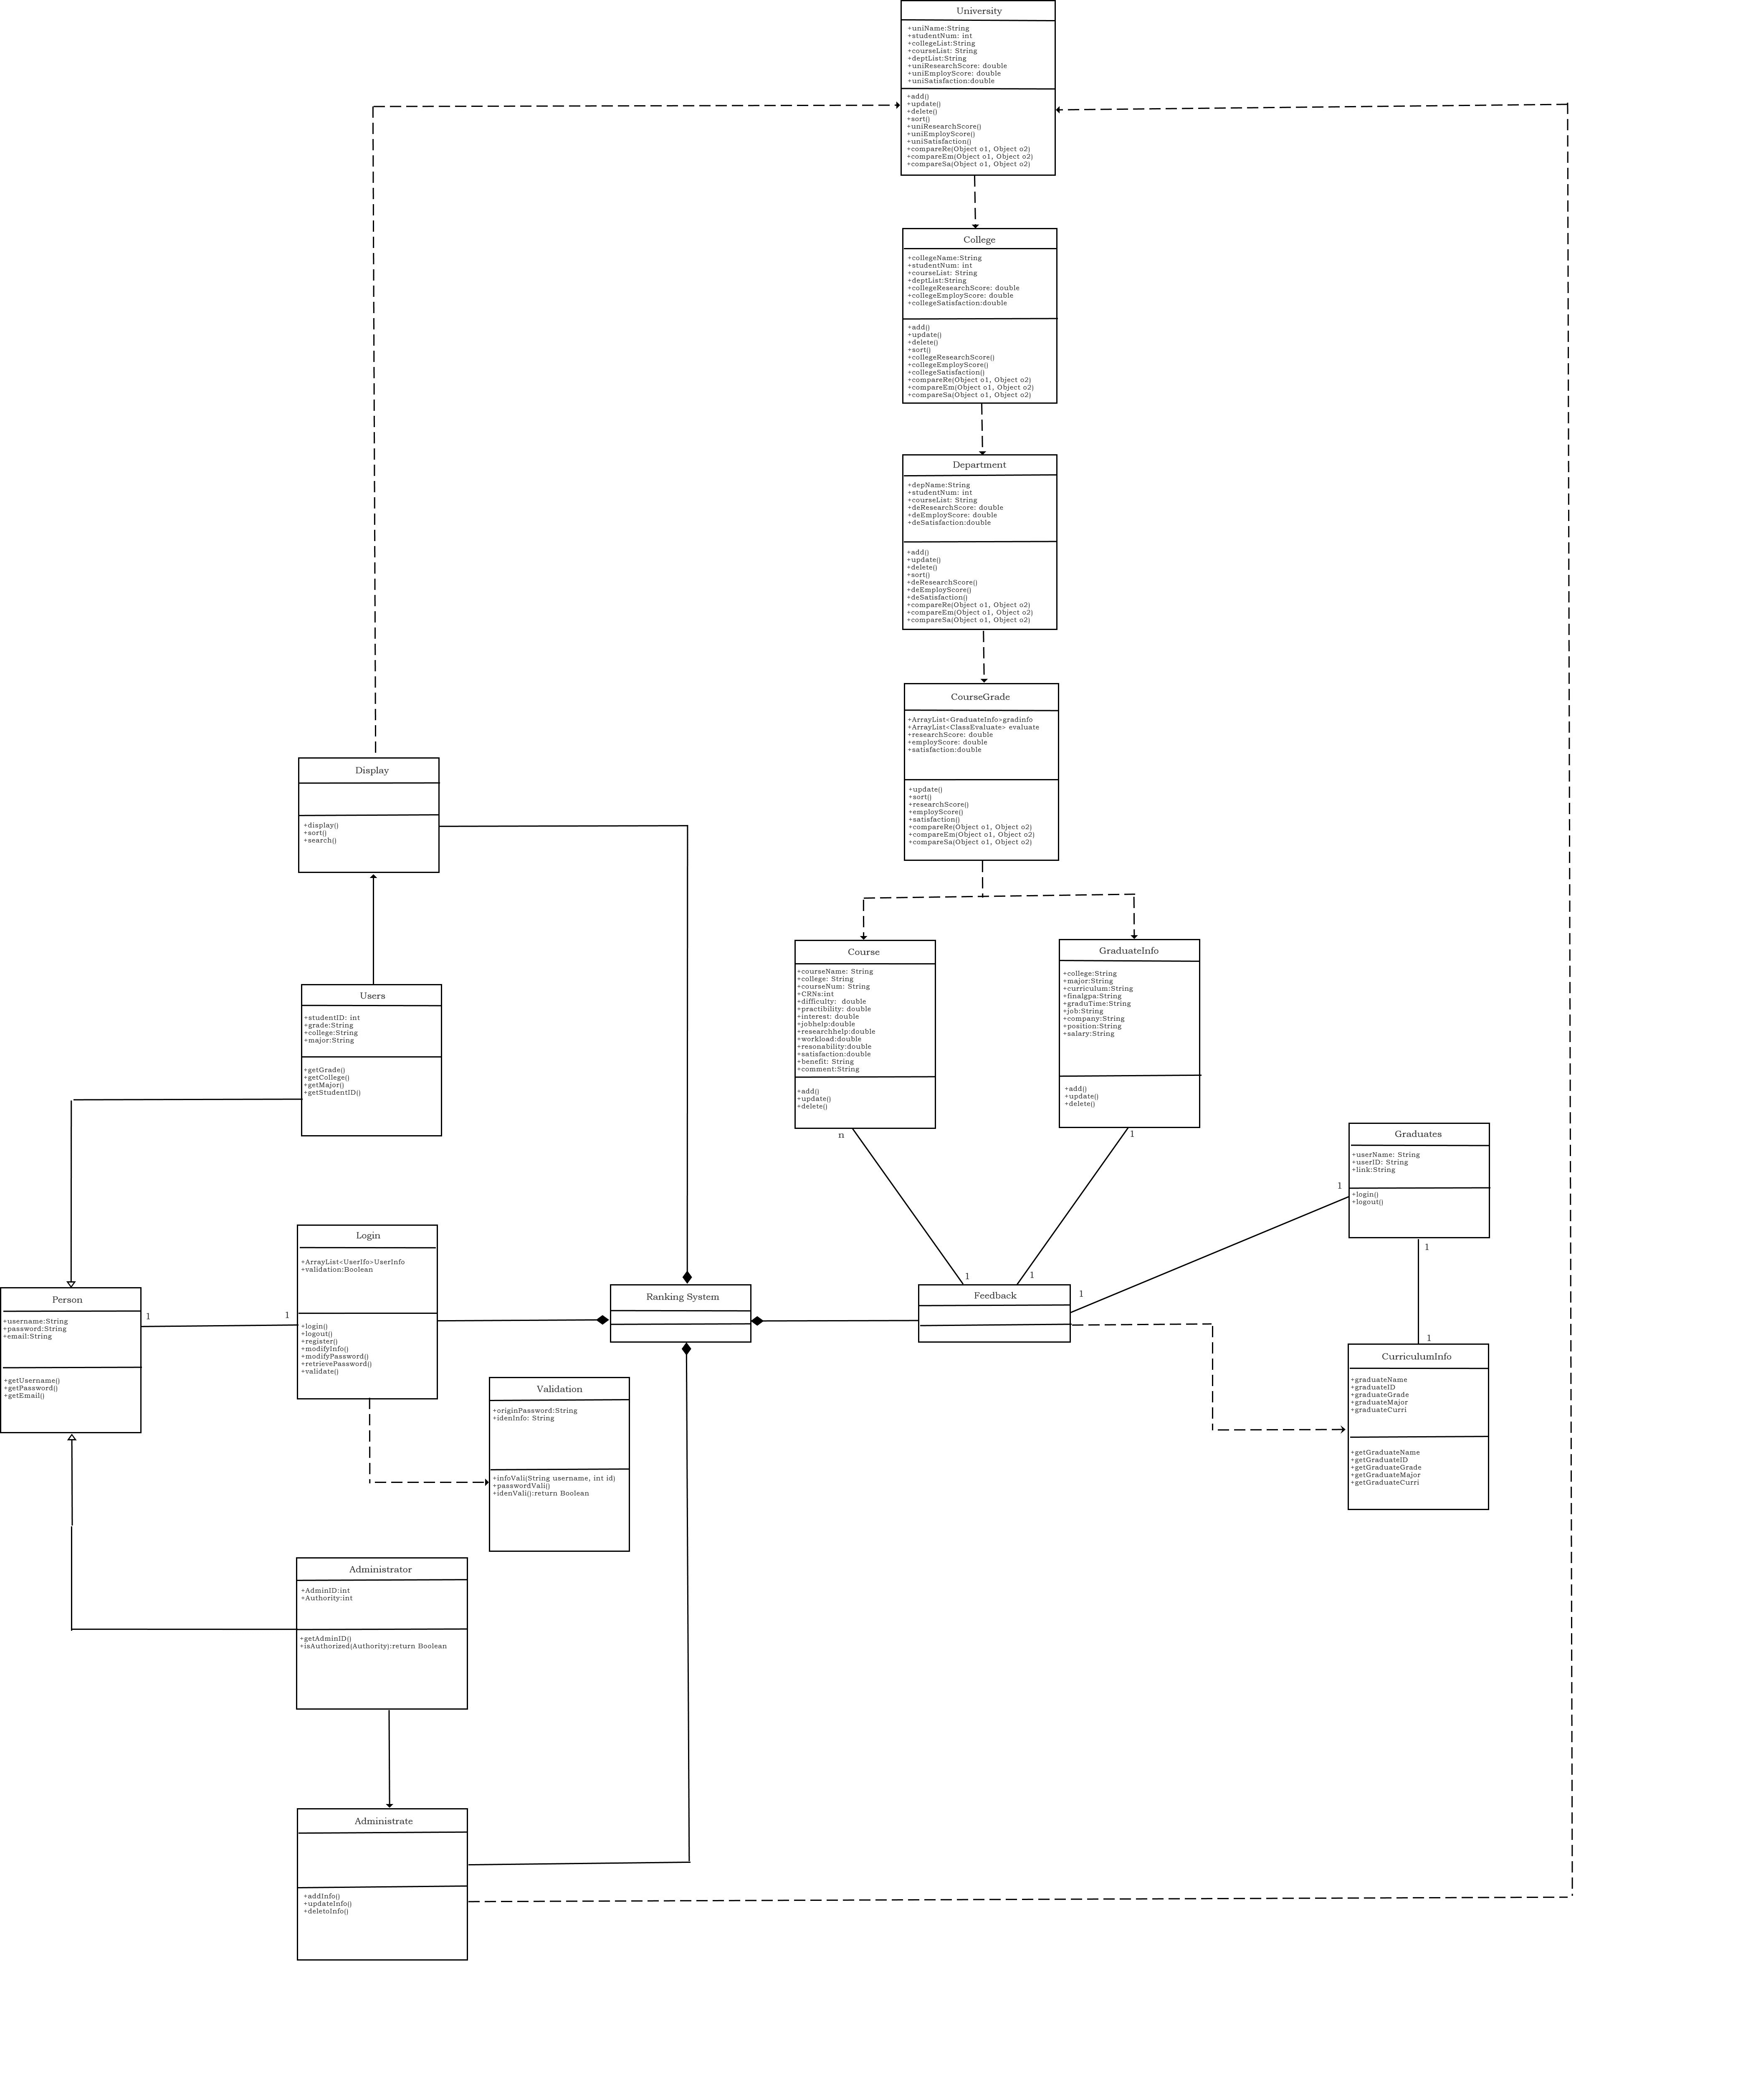 University
+uniName:String
+studentNum: int
+collegeList:String
+courseList: String
+deptList:String
+uniResearchScore: double
+uniEmployScore: double
+uniSatisfaction:double
+add()
+update()
+delete()
+sort()
+uniResearchScore()
+uniEmployScore()
+uniSatisfaction()
+compareRe(Object o1, Object o2)
+compareEm(Object o1, Object o2)
+compareSa(Object o1, Object o2)
College
+collegeName:String
+studentNum: int
+courseList: String
+deptList:String
+collegeResearchScore: double
+collegeEmployScore: double
+collegeSatisfaction:double
+add()
+update()
+delete()
+sort()
+collegeResearchScore()
+collegeEmployScore()
+collegeSatisfaction()
+compareRe(Object o1, Object o2)
+compareEm(Object o1, Object o2)
+compareSa(Object o1, Object o2)
Department
+depName:String
+studentNum: int
+courseList: String
+deResearchScore: double
+deEmployScore: double
+deSatisfaction:double
+add()
+update()
+delete()
+sort()
+deResearchScore()
+deEmployScore()
+deSatisfaction()
+compareRe(Object o1, Object o2)
+compareEm(Object o1, Object o2)
+compareSa(Object o1, Object o2)
CourseGrade
+ArrayList<GraduateInfo>gradinfo
+ArrayList<ClassEvaluate> evaluate
+researchScore: double
+employScore: double
+satisfaction:double
+update()
+sort()
+researchScore()
+employScore()
+satisfaction()
+compareRe(Object o1, Object o2)
+compareEm(Object o1, Object o2)
+compareSa(Object o1, Object o2)
Display
+display()
+sort()
+search()
Course
+courseName: String
+college: String
+courseNum: String
+CRNs:int
+difficulty: double
+practibility: double
+interest: double
+jobhelp:double
+researchhelp:double
+workload:double
+resonability:double
+satisfaction:double
+benefit: String
+comment:String
+add()
+update()
+delete()
n
GraduateInfo
+college:String
+major:String
+curriculum:String
+finalgpa:String
+graduTime:String
+job:String
+company:String
+position:String
+salary:String
+add()
+update()
+delete()
1
Users
+studentID: int
+grade:String
+college:String
+major:String
+getGrade()
+getCollege()
+getMajor()
+getStudentID()
Graduates
+userName: String
+userID: String
+link:String
+login()
+logout()
1
1
Login
+ArrayList<UserIfo>UserInfo
+validation:Boolean
+login()
+logout()
+register()
+modifyInfo()
+modifyPassword()
+retrievePassword()
+validate()
Person
+username:String
+password:String
+email:String
+getUsername()
+getPassword()
+getEmail()
1
1
Ranking System
Feedback
1
1
1
1
CurriculumInfo
+graduateName
+graduateID
+graduateGrade
+graduateMajor
+graduateCurri
+getGraduateName
+getGraduateID
+getGraduateGrade
+getGraduateMajor
+getGraduateCurri
Validation
+originPassword:String
+idenInfo: String
+infoVali(String username, int id)
+passwordVali()
+idenVali():return Boolean
Administrator
+AdminID:int
+Authority:int
+getAdminID()
+isAuthorized(Authority):return Boolean
Administrate
+addInfo()
+updateInfo()
+deletoInfo()